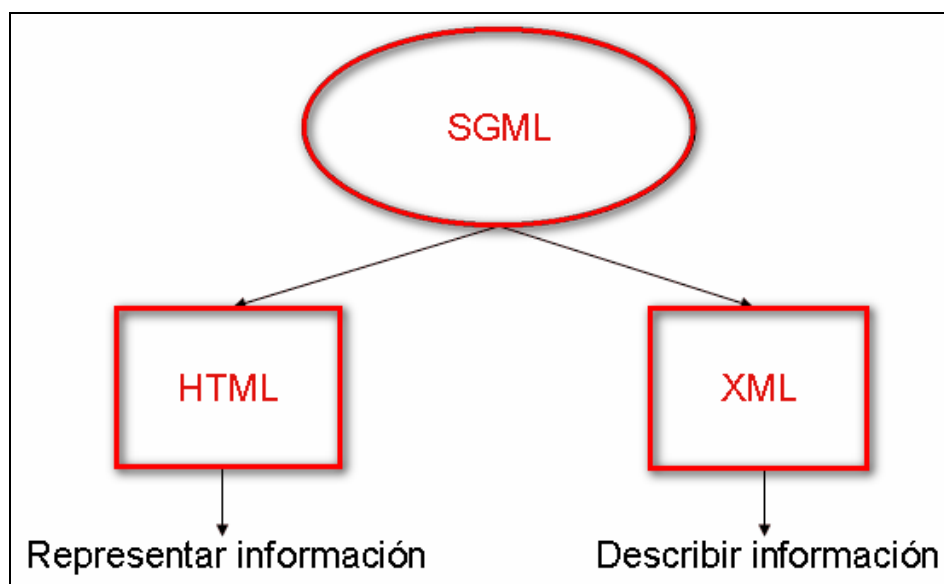 SGML
HTML
XML
Representar información
Describir información